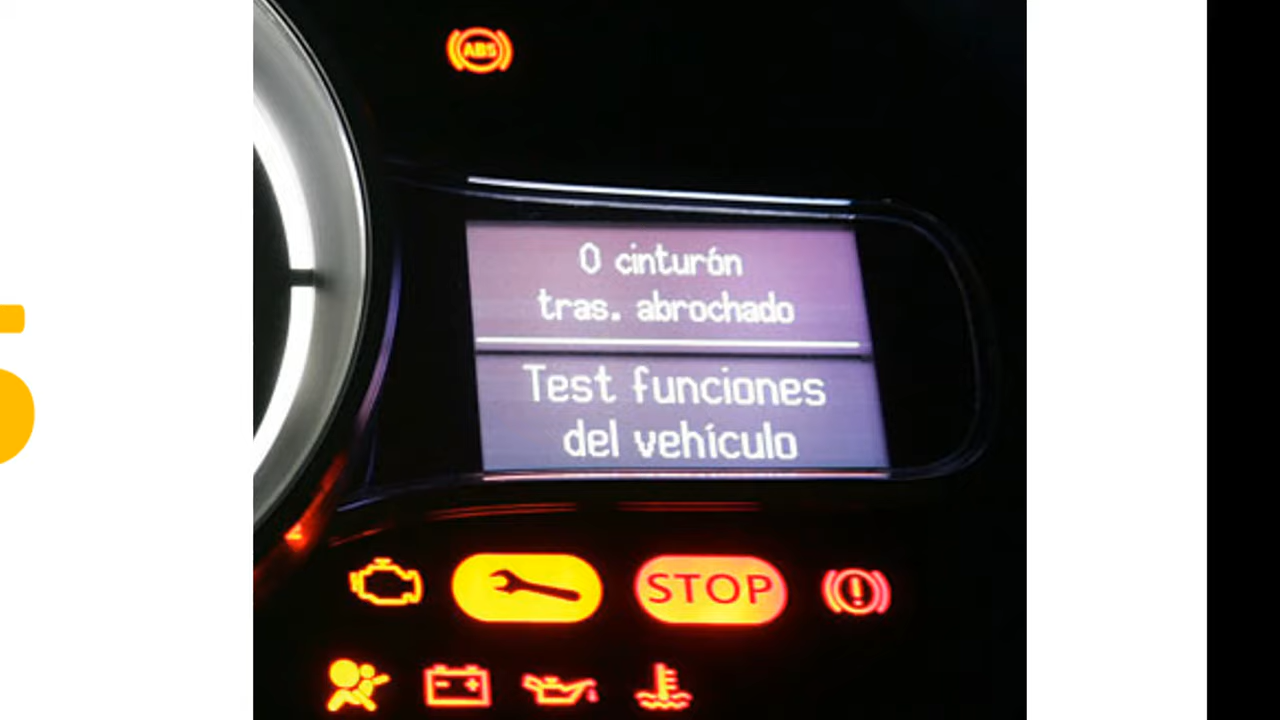 ABS
0 cinturón
tras. abrochado
Test funciones
del vehículo
STOP